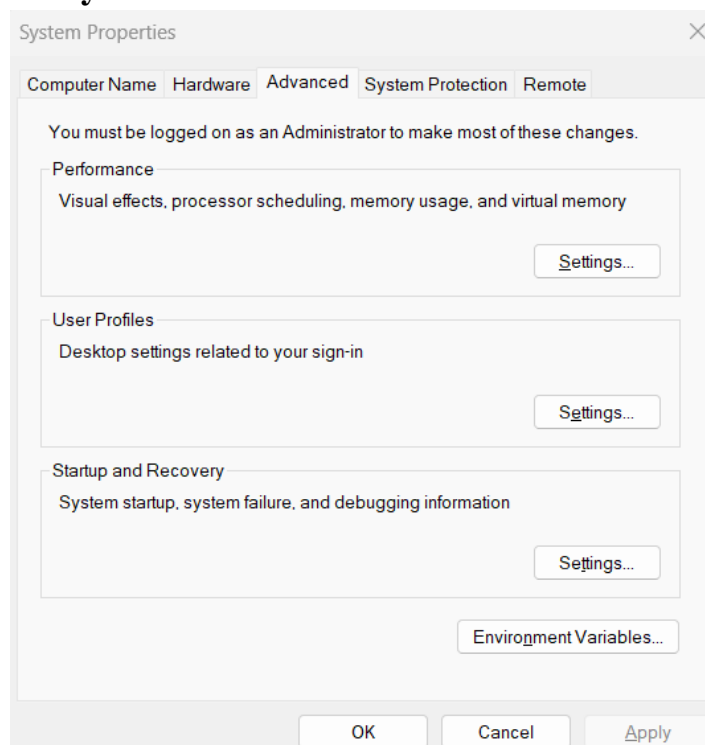 System Properties
Computer Name Hardware Advanced System Protection Remote
You must be logged on as an Administrator to make most of these changes.
Performance
Visual effects, processor scheduling, memory usage, and virtual memory
Settings...
User Profiles
Desktop settings related to your sign-in
Settings...
Startup and Recovery
System startup, system failure, and debugging information
Settings...
Environment Variables...
OK Cancel Apply